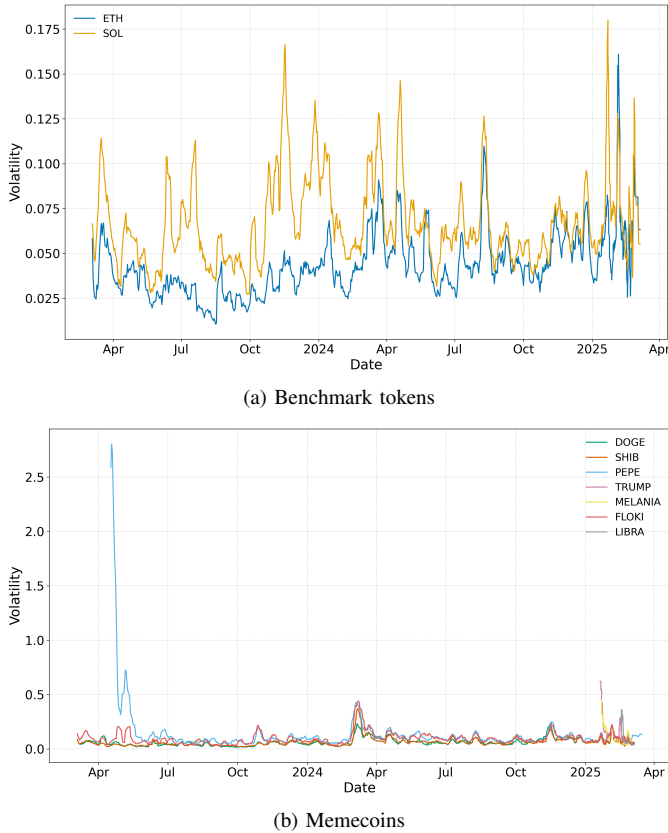 ETH
SOL
0.175
0.150
0.125
0.100
0.075
0.050
0.025
Volatility
Apr Jul Oct 2024 Apr Jul Oct 2025 Apr
Date
(a) Benchmark tokens
DOGE
SHIB
PEPE
TRUMP
MELANIA
FLOKI
LIBRA
2.5
2.0
1.5
1.0
0.5
0.0
Volatility
Apr Jul Oct 2024 Apr Jul Oct 2025 Apr
Date
(b) Memecoins